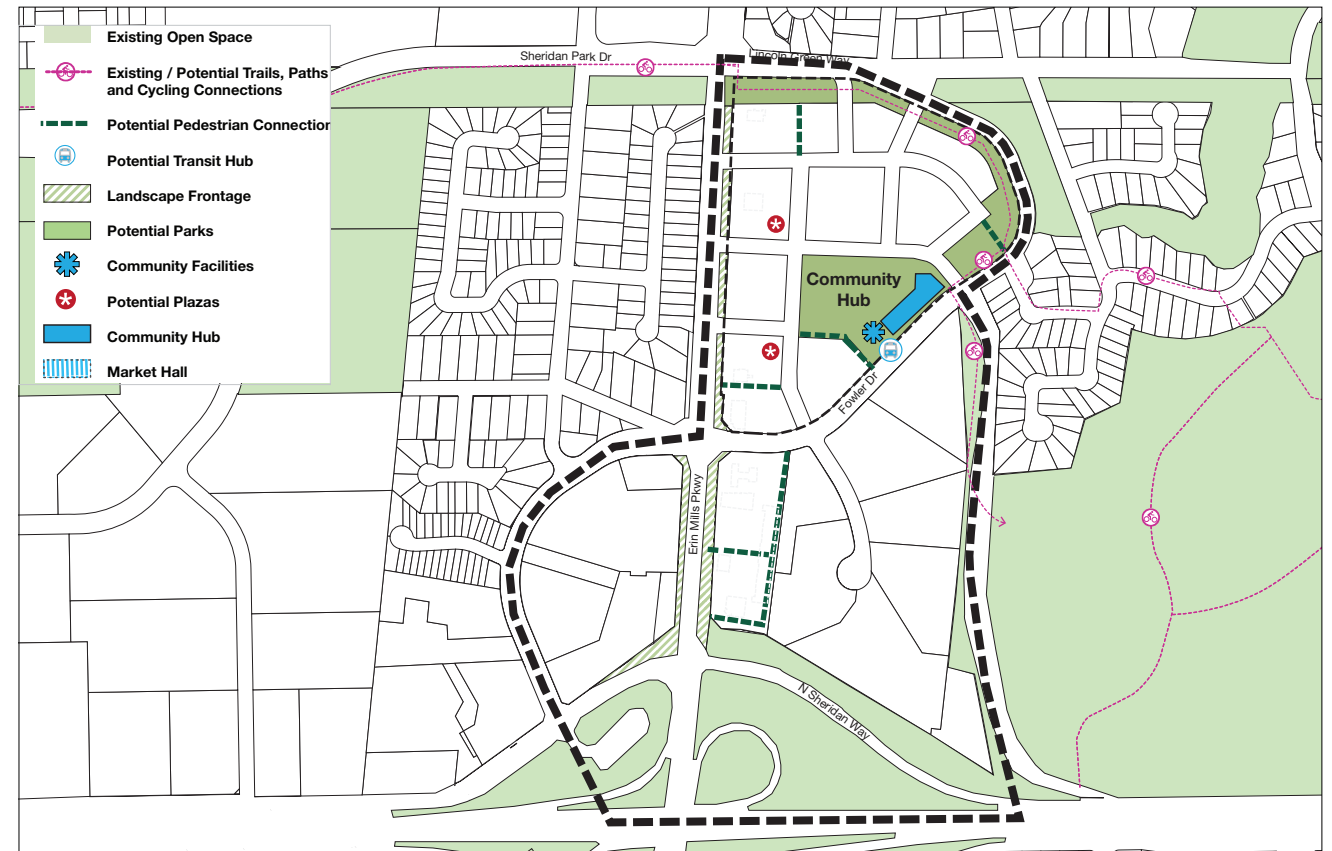 Existing Open Space
Existing / Potential Trails, Paths
and Cycling Connections
Potential Pedestrian Connection
Potential Transit Hub
Landscape Frontage
Potential Parks
Community Facilities
Potential Plazas
Community Hub
Market Hall
Sheridan Park Dr
Lincoln Green Way
Community
Hub
Fowler Dr
Erin Mills Pkwy
N Sheridan Way